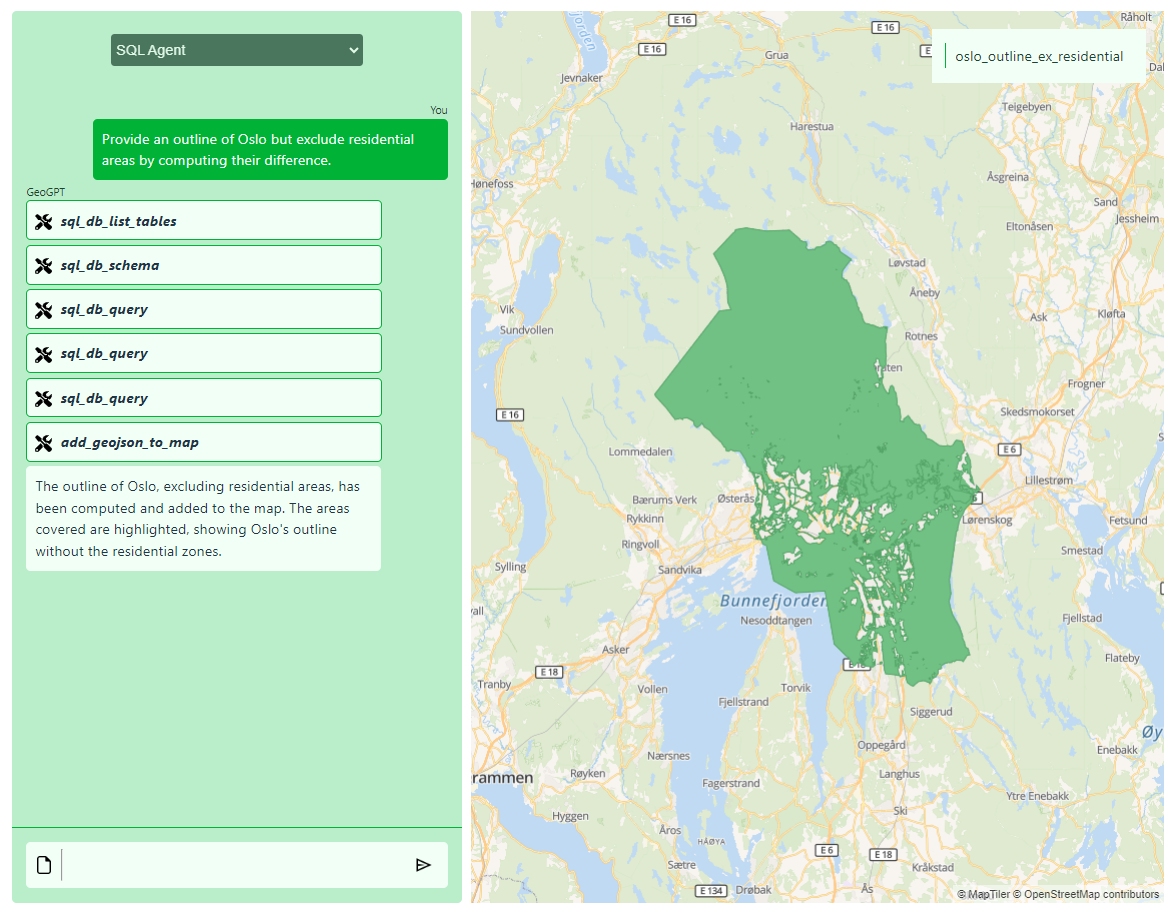 SQL Agent
You
Provide an outline of Oslo but exclude residential
areas by computing their difference.
GeoGPT
sql_db_list_tables
sql_db_schema
sql_db_query
sql_db_query
sql_db_query
add_geojson_to_map
The outline of Oslo, excluding residential areas, has
been computed and added to the map. The areas
covered are highlighted, showing Oslo's outline
without the residential zones.
oslo_outline_ex_residential
E 16
E 16
E 16
Råholt
Grua
Jevnaker
Teigebyen
Harestua
Åsgreina
Hønefoss
Sand
Jessheim
Eltonåsen
Løvstad
Åneby
Vik
Ask
Kløfta
Sundvollen
Rotnes
Frogner
E 16
Skedsmokorset
Lommedalen
E 6
Lillestrøm
Bærums Verk
Østerås
Rykkinn
Lørenskog
Fetsund
Ringvoll
Smestad
Sylling
Sandvika
Bunnefjorden
Nesoddtangen
Fjellstad
Asker
Flateby
E 18
Tranby
Vollen
Torvik
Fjellstrand
Siggerud
Øy
Oppegård
Enebakk
Nærsnes
Langhus
rammen
Røyken
Fagerstrand
Ytre Enebakk
Ski
Hyggen
Åros
HÅØYA
E 6
E 18
Sætre
Kråkstad
E 134
Drøbak
Ås
© MapTiler © OpenStreetMap contributors